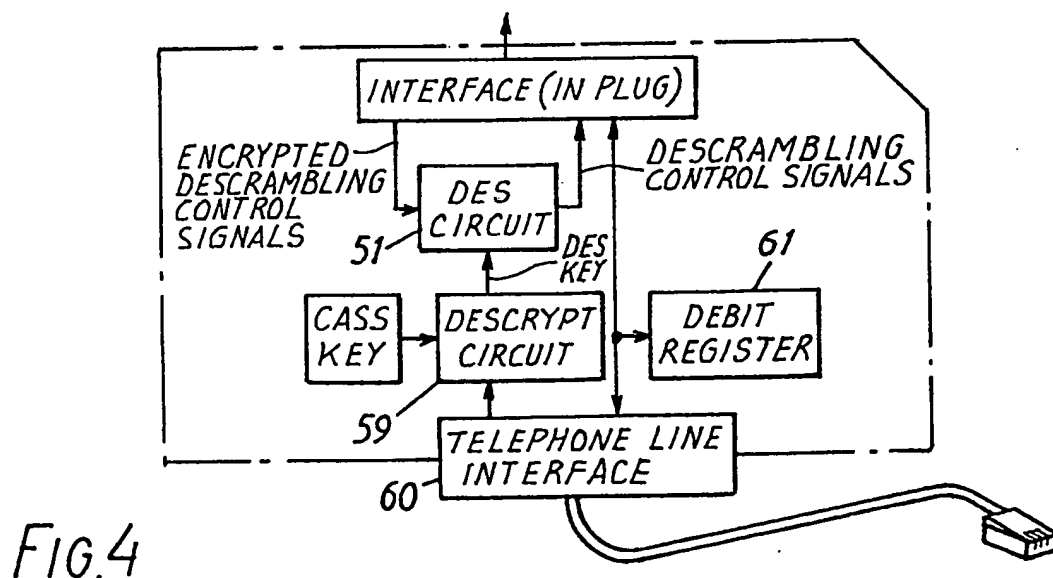 INTERFACE (IN PLUG)
ENCRYPTED
DESCRAMBLING
CONTROL
SIGNALS
DES
CIRCUIT
51
DESCRAMBLING
CONTROL SIGNALS
DES
KEY
61
CASS
KEY
DESCRYPT
CIRCUIT
59
DEBIT
REGISTER
TELEPHONE LINE
INTERFACE
60
FIG.4